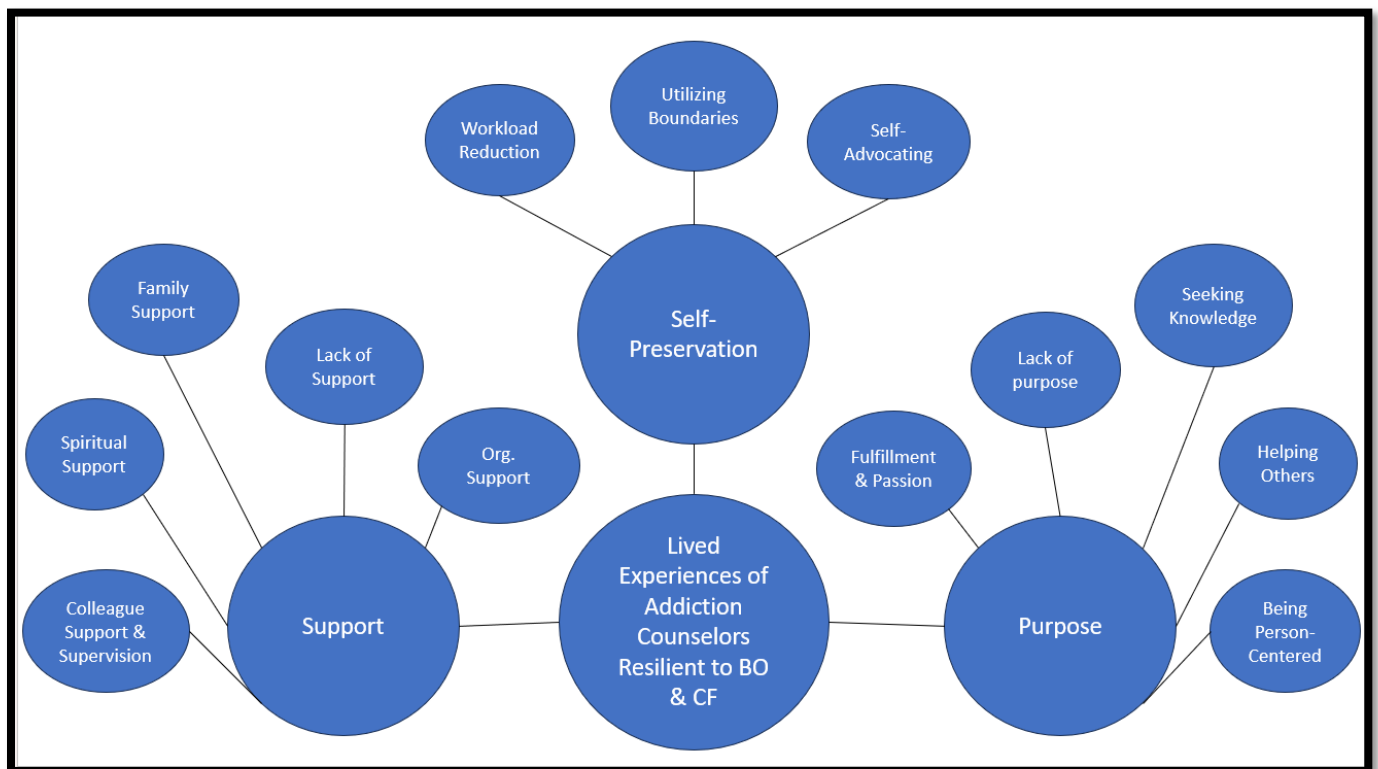 Utilizing
Boundaries
Workload
Reduction
Self-
Advocating
Family
Support
Seeking
Knowledge
Self-
Preservation
Lack of
Support
Lack of
purpose
Spiritual
Support
Org.
Support
Fulfillment
& Passion
Helping
Others
Colleague
Support &
Supervision
Support
Lived
Experiences of
Addiction
Counselors
Resilient to BO
& CF
Purpose
Being
Person-
Centered